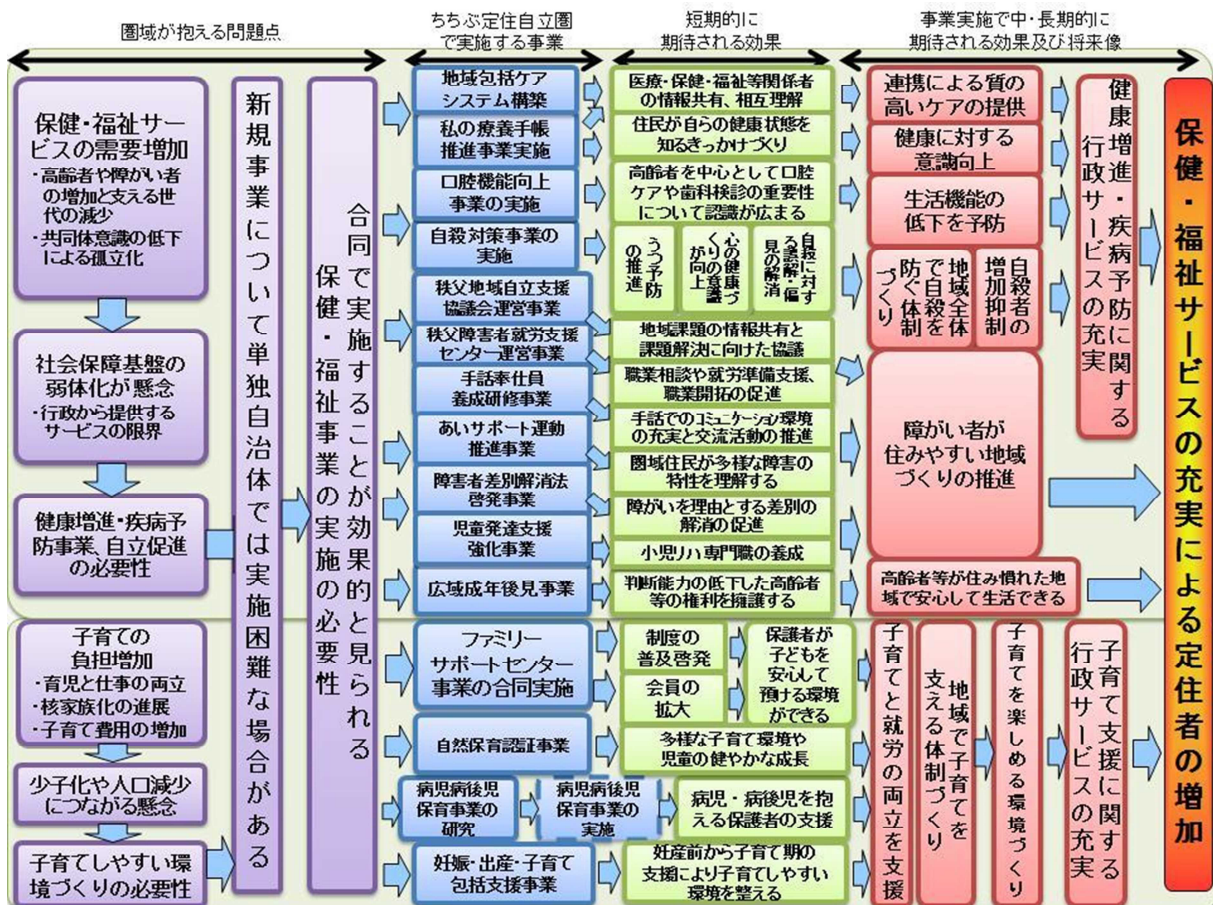 圏域が抱える問題点
ちちぶ定住自立圏
で実施する事業
短期的に
期待される効果
事業実施で中・長期的に
期待される効果及び将来像
保健・福祉サー
ビスの需要増加
・高齢者や障がい者
の増加と支える世
代の減少
・共同体意識の低下
による孤立化
社会保障基盤の
弱体化が懸念
・行政から提供する
サービスの限界
健康増進・疾病予
防事業、自立促進
の必要性
子育ての
負担増加
・育児と仕事の両立
・核家族化の進展
・子育て費用の増加
少子化や人口減少
につながる懸念
子育てしやすい環
境づくりの必要性
新規事業について単独自治体では実施困難な場合がある
合同で実施することが効果的と見られる
保健・福祉事業の実施の必要性
地域包括ケア
システム構築
私の療養手帳
推進事業実施
口腔機能向上
事業の実施
自殺対策事業の
実施
秩父地域自立支援
協議会運営事業
秩父障害者就労支援
センター運営事業
手話奉仕員
養成研修事業
あいサポート運動
推進事業
障害者差別解消法
啓発事業
児童発達支援
強化事業
広域成年後見事業
ファミリー
サポートセンター
事業の合同実施
自然保育認証事業
病児病後児
保育事業の
研究
病児病後児
保育事業の
実施
妊娠・出産・子育て
包括支援事業
医療・保健・福祉等関係者
の情報共有、相互理解
住民が自らの健康状態を
知るきっかけづくり
高齢者を中心として口腔
ケアや歯科検診の重要性
について認識が広まる
うつ予防
の推進
心の健康づ
くりの意識
が向上
自殺に対す
る誤解・偏
見の解消
地域課題の情報共有と
課題解決に向けた協議
職業相談や就労準備支援、
職業開拓の促進
手話でのコミュニケーション環境
の充実と交流活動の推進
圏域住民が多様な障害の
特性を理解する
障がいを理由とする差別の
解消の促進
小児リハ専門職の養成
判断能力の低下した高齢者
等の権利を擁護する
制度の
普及啓発
会員の
拡大
保護者が
子どもを
安心して
預ける環境
ができる
多様な子育て環境や
児童の健やかな成長
病児・病後児を抱
える保護者の支援
妊産前から子育て期の
支援により子育てしやすい
環境を整える
連携による質の
高いケアの提供
健康に対する
意識向上
生活機能の
低下を予防
地域全体
で自殺を
防ぐ体制
づくり
自殺者の
増加抑制
障がい者が
住みやすい地域
づくりの推進
高齢者等が住み慣れた地
域で安心して生活できる
健康増進・疾病予防に関する
行政サービスの充実
子育てと就労の両立を支援
地域で子育てを
支える体制づくり
子育てを楽しめる環境づくり
子育て支援に関する
行政サービスの充実
保健・福祉サービスの充実による定住者の増加